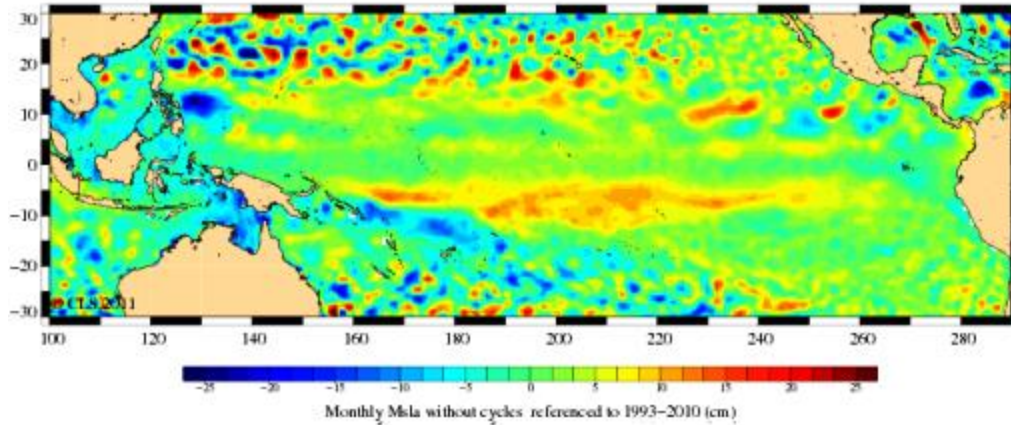 30
20
10
0
−10
−20
−30
© CLS 2011
100 120 140 160 180 200 220 240 260 280
−25 −20 −15 −10 −5 0 5 10 15 20 25
Monthly Msla without cycles referenced to 1993−2010 (cm)